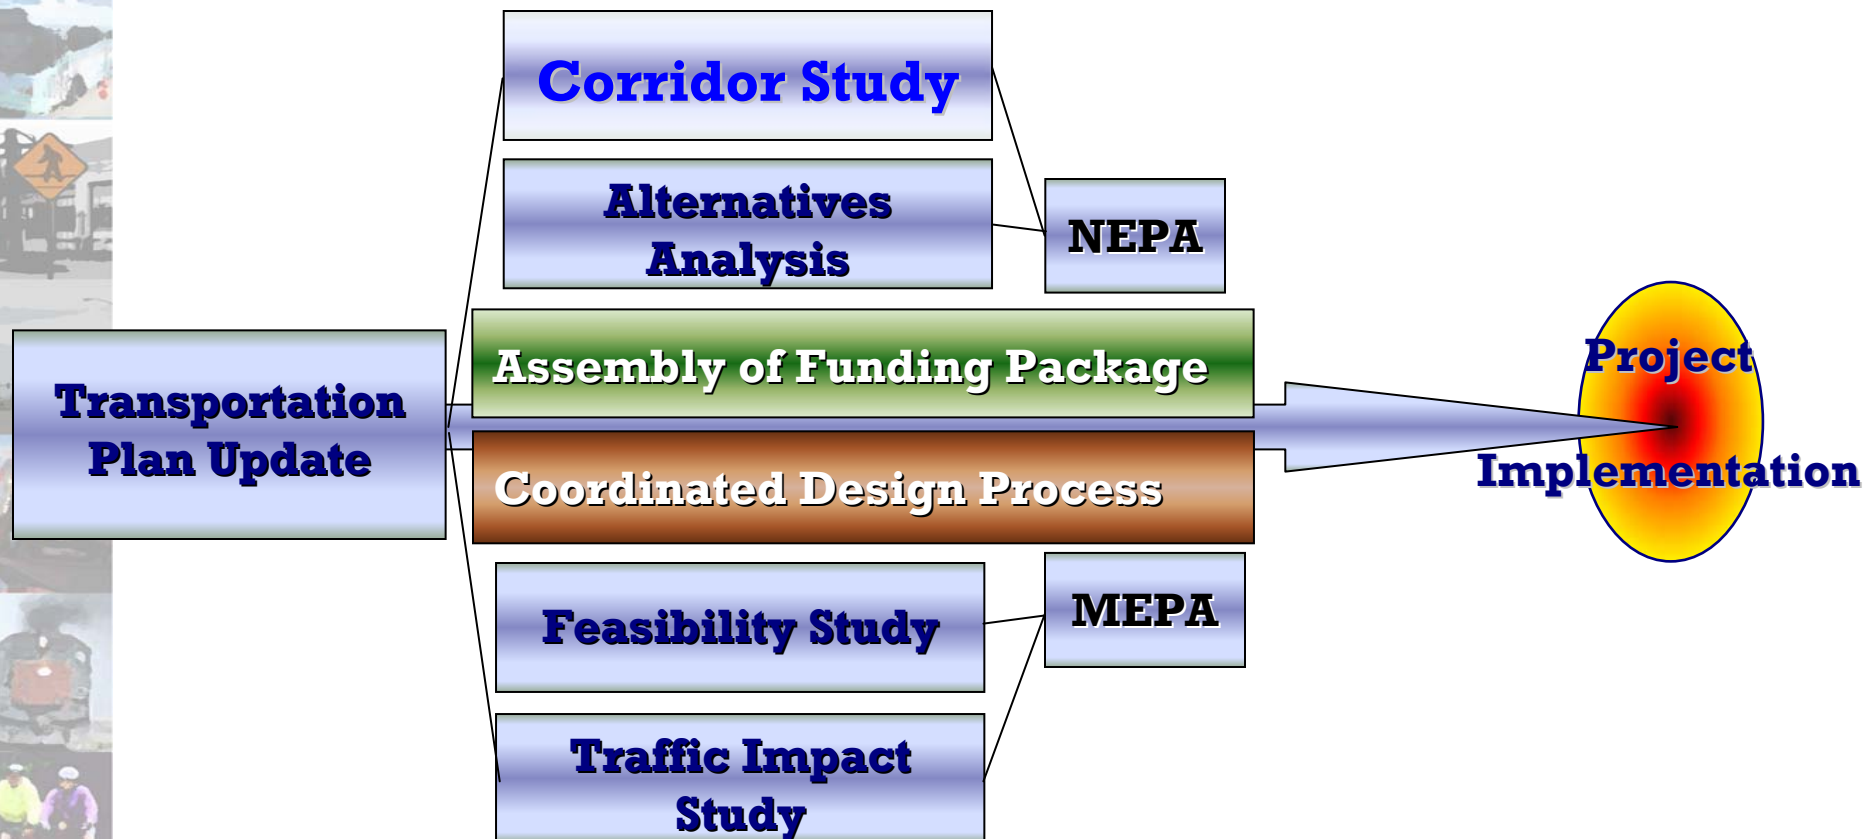 Corridor Study
Alternatives
Analysis
NEPA
Assembly of Funding Package
Transportation
Plan Update
Coordinated Design Process
Project
Implementation
Feasibility Study
MEPA
Traffic Impact
Study